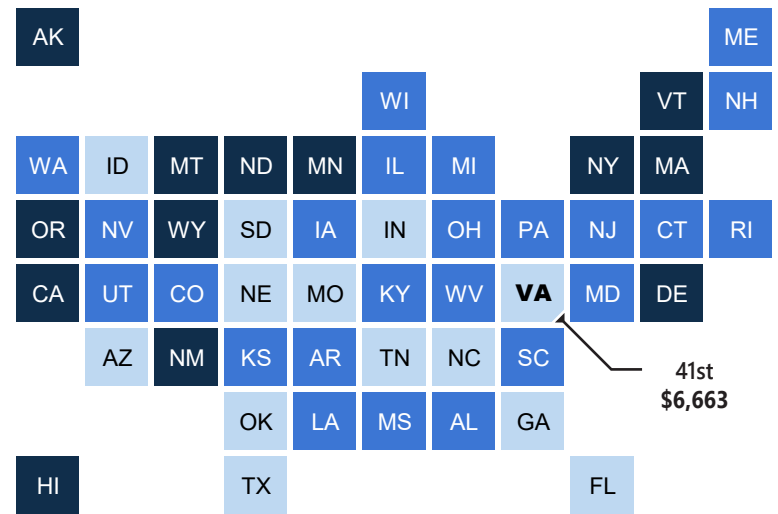 AK ME
WI VT NH
WA ID MT ND MN IL MI NY MA
OR NV WY SD IA IN OH PA NJ CT RI
CA UT CO NE MO KY WV VA MD DE
AZ NM KS AR TN NC SC
41st
$6,663
OK LA MS AL GA
HI TX FL